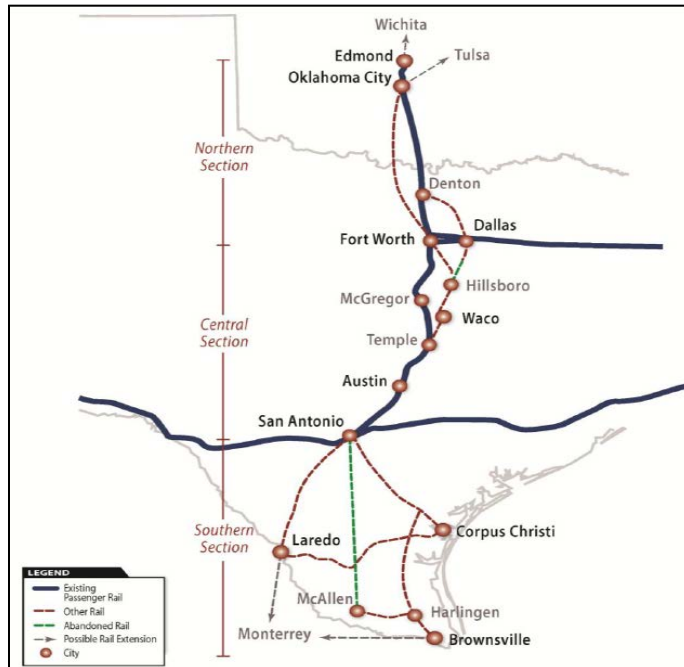 Wichita
Edmond
Tulsa
Oklahoma City
Northern
Section
Denton
Dallas
Fort Worth
Hillsboro
McGregor
Waco
Central
Section
Temple
Austin
San Antonio
Southern
Section
Laredo
Corpus Christi
McAllen
Harlingen
Monterrey
Brownsville
LEGEND
Existing
Passenger Rail
Other Rail
Abandoned Rail
Possible Rail Extension
City